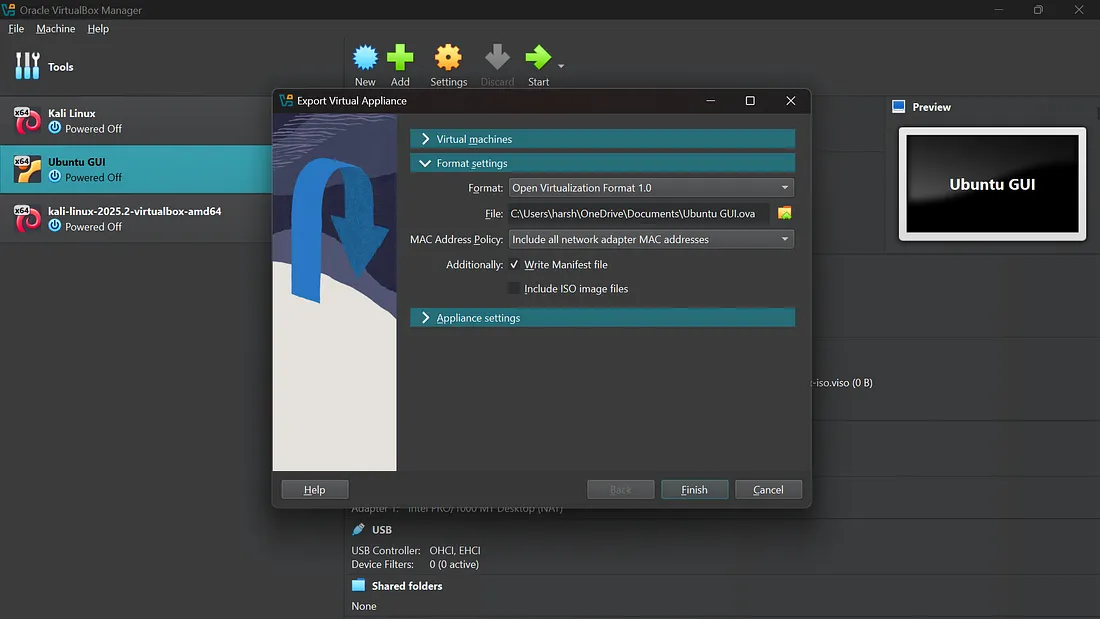 Oracle VirtualBox Manager
File Machine Help
Tools
New Add Settings Discard Start
x64 Kali Linux
Powered Off
x64 Ubuntu GUI
Powered Off
x64 kali-linux-2025.2-virtualbox-amd64
Powered Off
Export Virtual Appliance
Virtual machines
Format settings
Format: Open Virtualization Format 1.0
File: C:\Users\harsh\OneDrive\Documents\Ubuntu GUI.ova
MAC Address Policy: Include all network adapter MAC addresses
Additionally: Write Manifest file
Include ISO image files
Appliance settings
Help Back Finish Cancel
Preview
Ubuntu GUI
-iso.viso (0 B)
Adapter 1: Intel PRO/1000 MT Desktop (NAT)
USB
USB Controller: OHCI, EHCI
Device Filters: 0 (0 active)
Shared folders
None